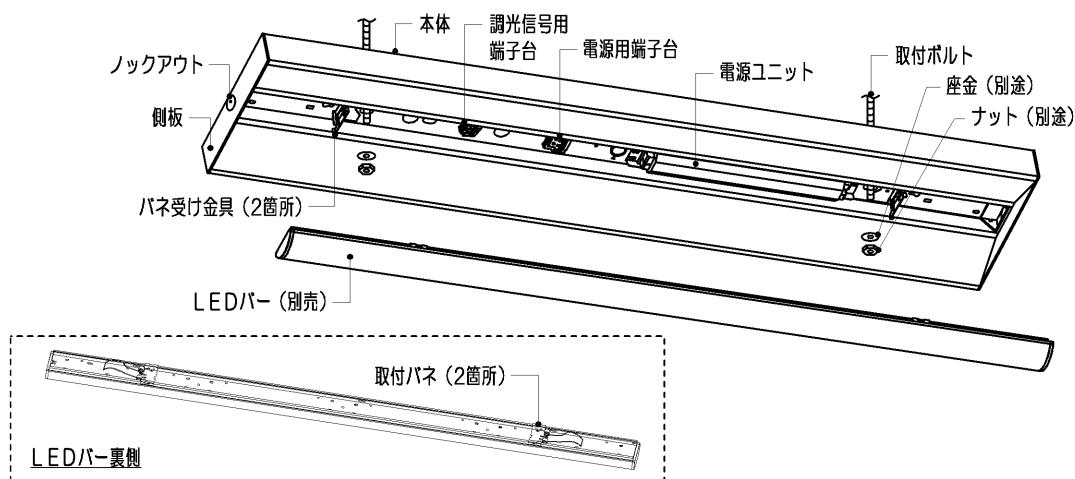 本体
調光信号用
端子台
電源用端子台
電源ユニット
取付ボルト
座金（別途）
ナット（別途）
ノックアウト
側板
バネ受け金具（2箇所）
LEDバー（別売）
取付バネ（2箇所）
LEDバー裏側